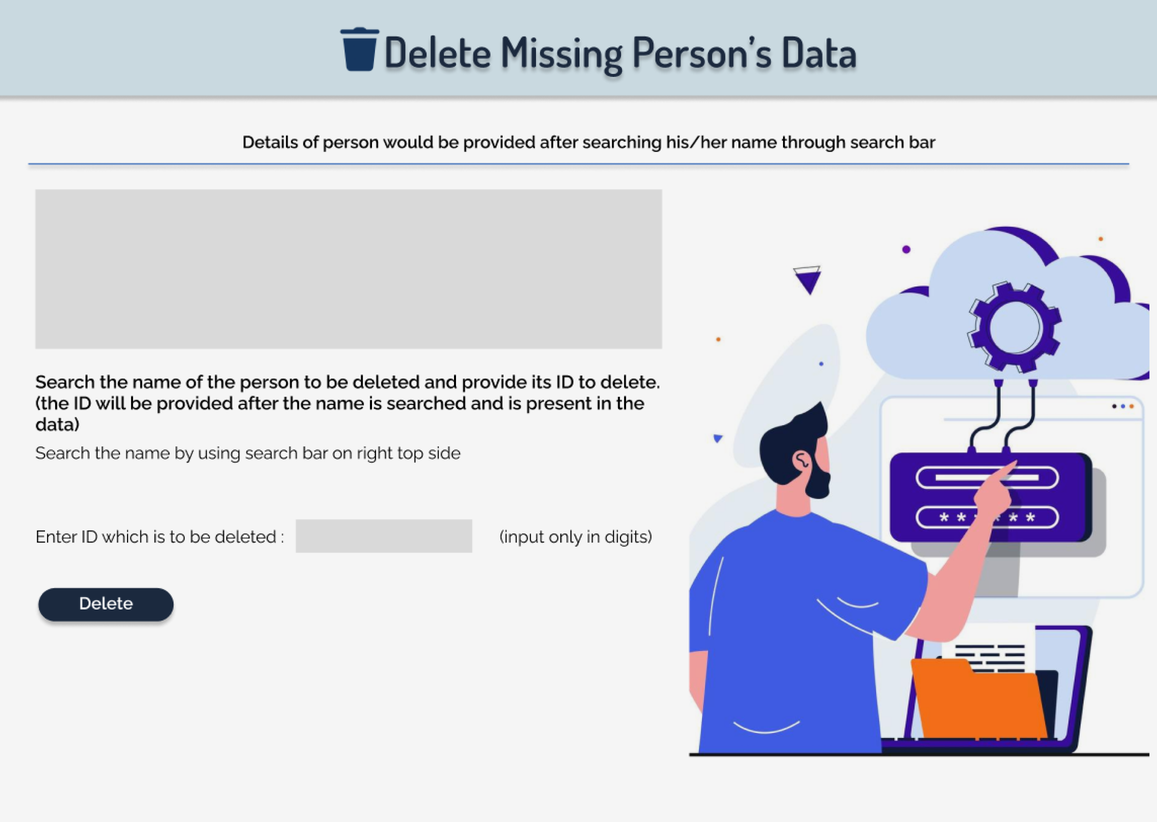 Delete Missing Person's Data
Details of person would be provided after searching his/her name through search bar
Search the name of the person to be deleted and provide its ID to delete.
(the ID will be provided after the name is searched and is present in the
data)
Search the name by using search bar on right top side
Enter ID which is to be deleted : (input only in digits)
Delete
******